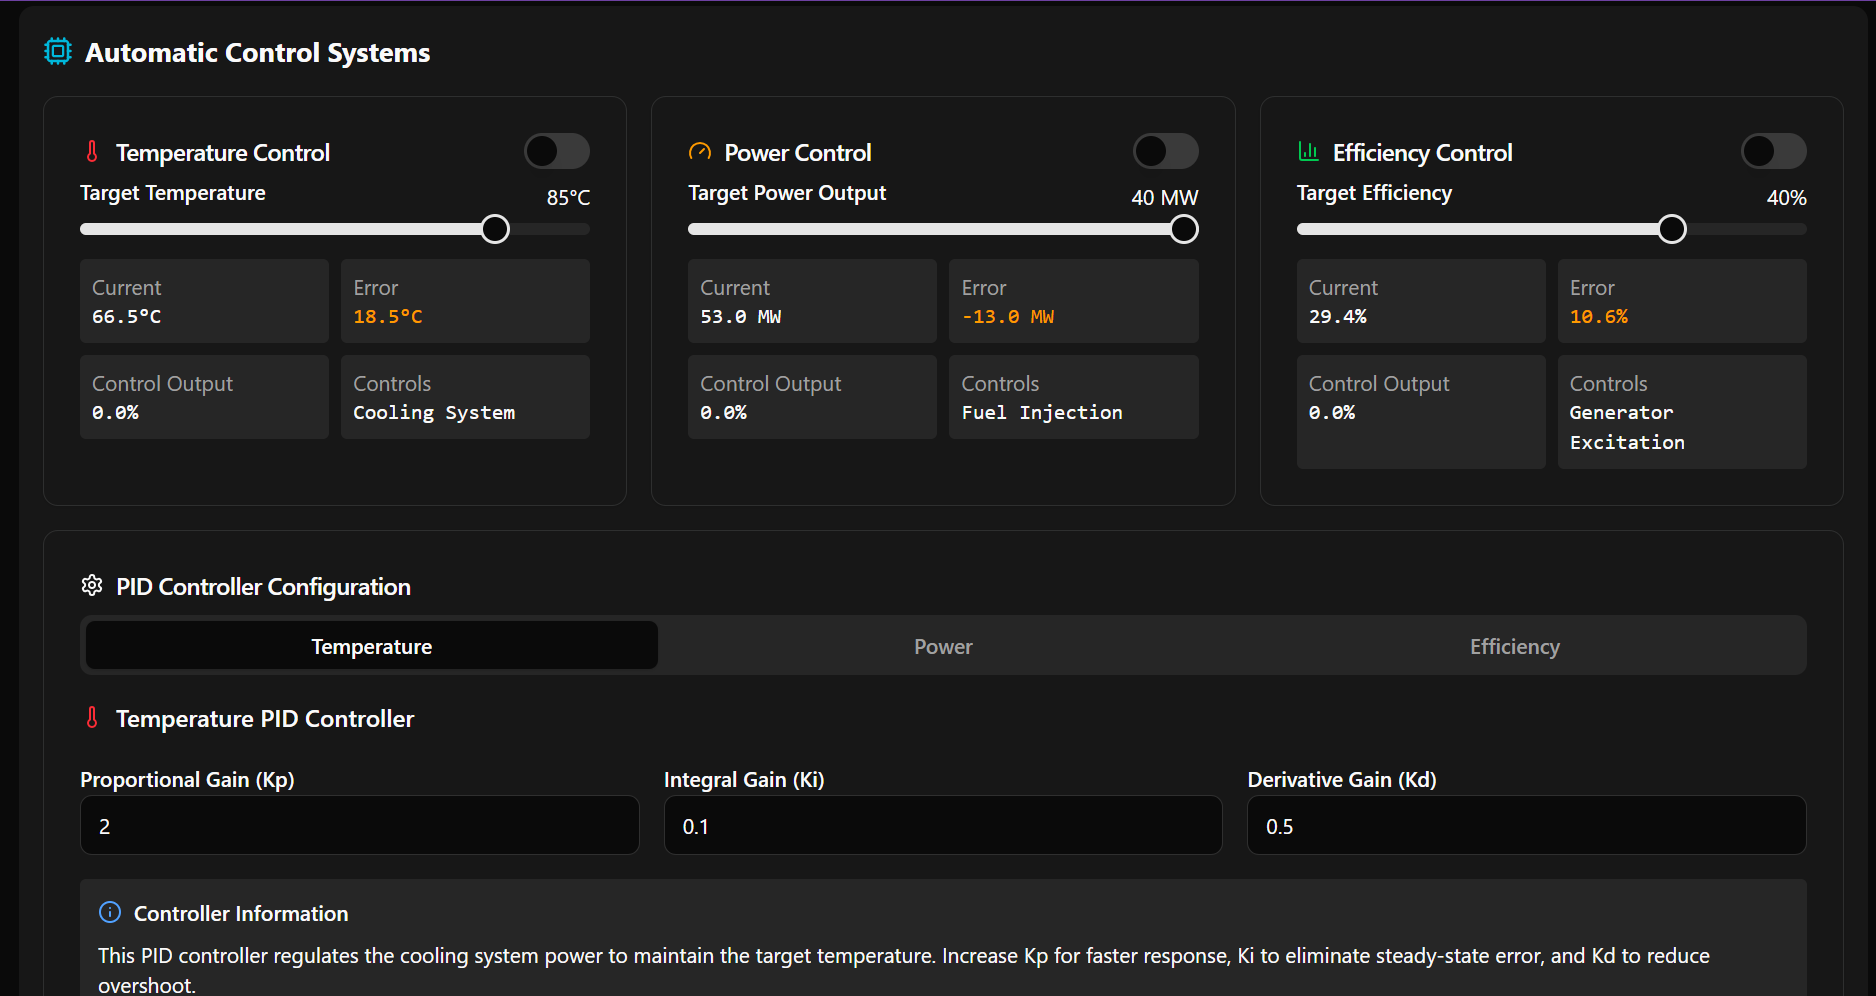 Automatic Control Systems
Temperature Control
Target Temperature
85°C
Current
66.5°C
Error
18.5°C
Control Output
0.0%
Controls
Cooling System
Power Control
Target Power Output
40 MW
Current
53.0 MW
Error
-13.0 MW
Control Output
0.0%
Controls
Fuel Injection
Efficiency Control
Target Efficiency
40%
Current
29.4%
Error
10.6%
Control Output
0.0%
Controls
Generator
Excitation
PID Controller Configuration
Temperature
Power
Efficiency
Temperature PID Controller
Proportional Gain (Kp)
2
Integral Gain (Ki)
0.1
Derivative Gain (Kd)
0.5
Controller Information
This PID controller regulates the cooling system power to maintain the target temperature. Increase Kp for faster response, Ki to eliminate steady-state error, and Kd to reduce
overshoot.